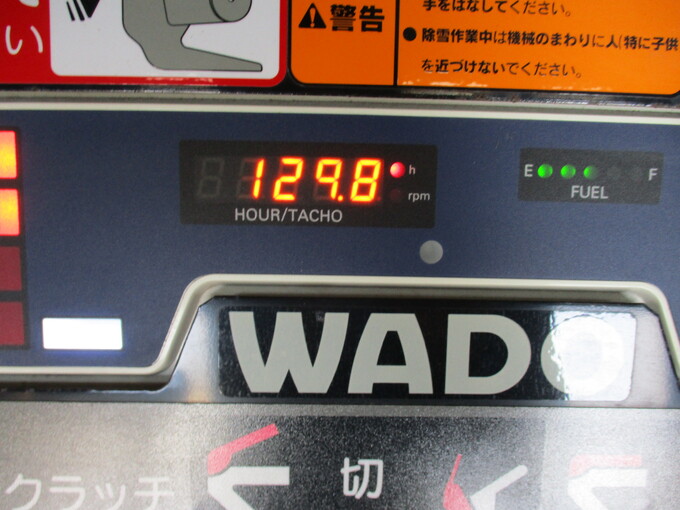 い
警告
手をはなしてください。
● 除雪作業中は機械のまわりに人(特に子供
を近づけないでください。
129.8 h
rpm
HOUR/TACHO
E F
FUEL
WADO
クラッチ
切